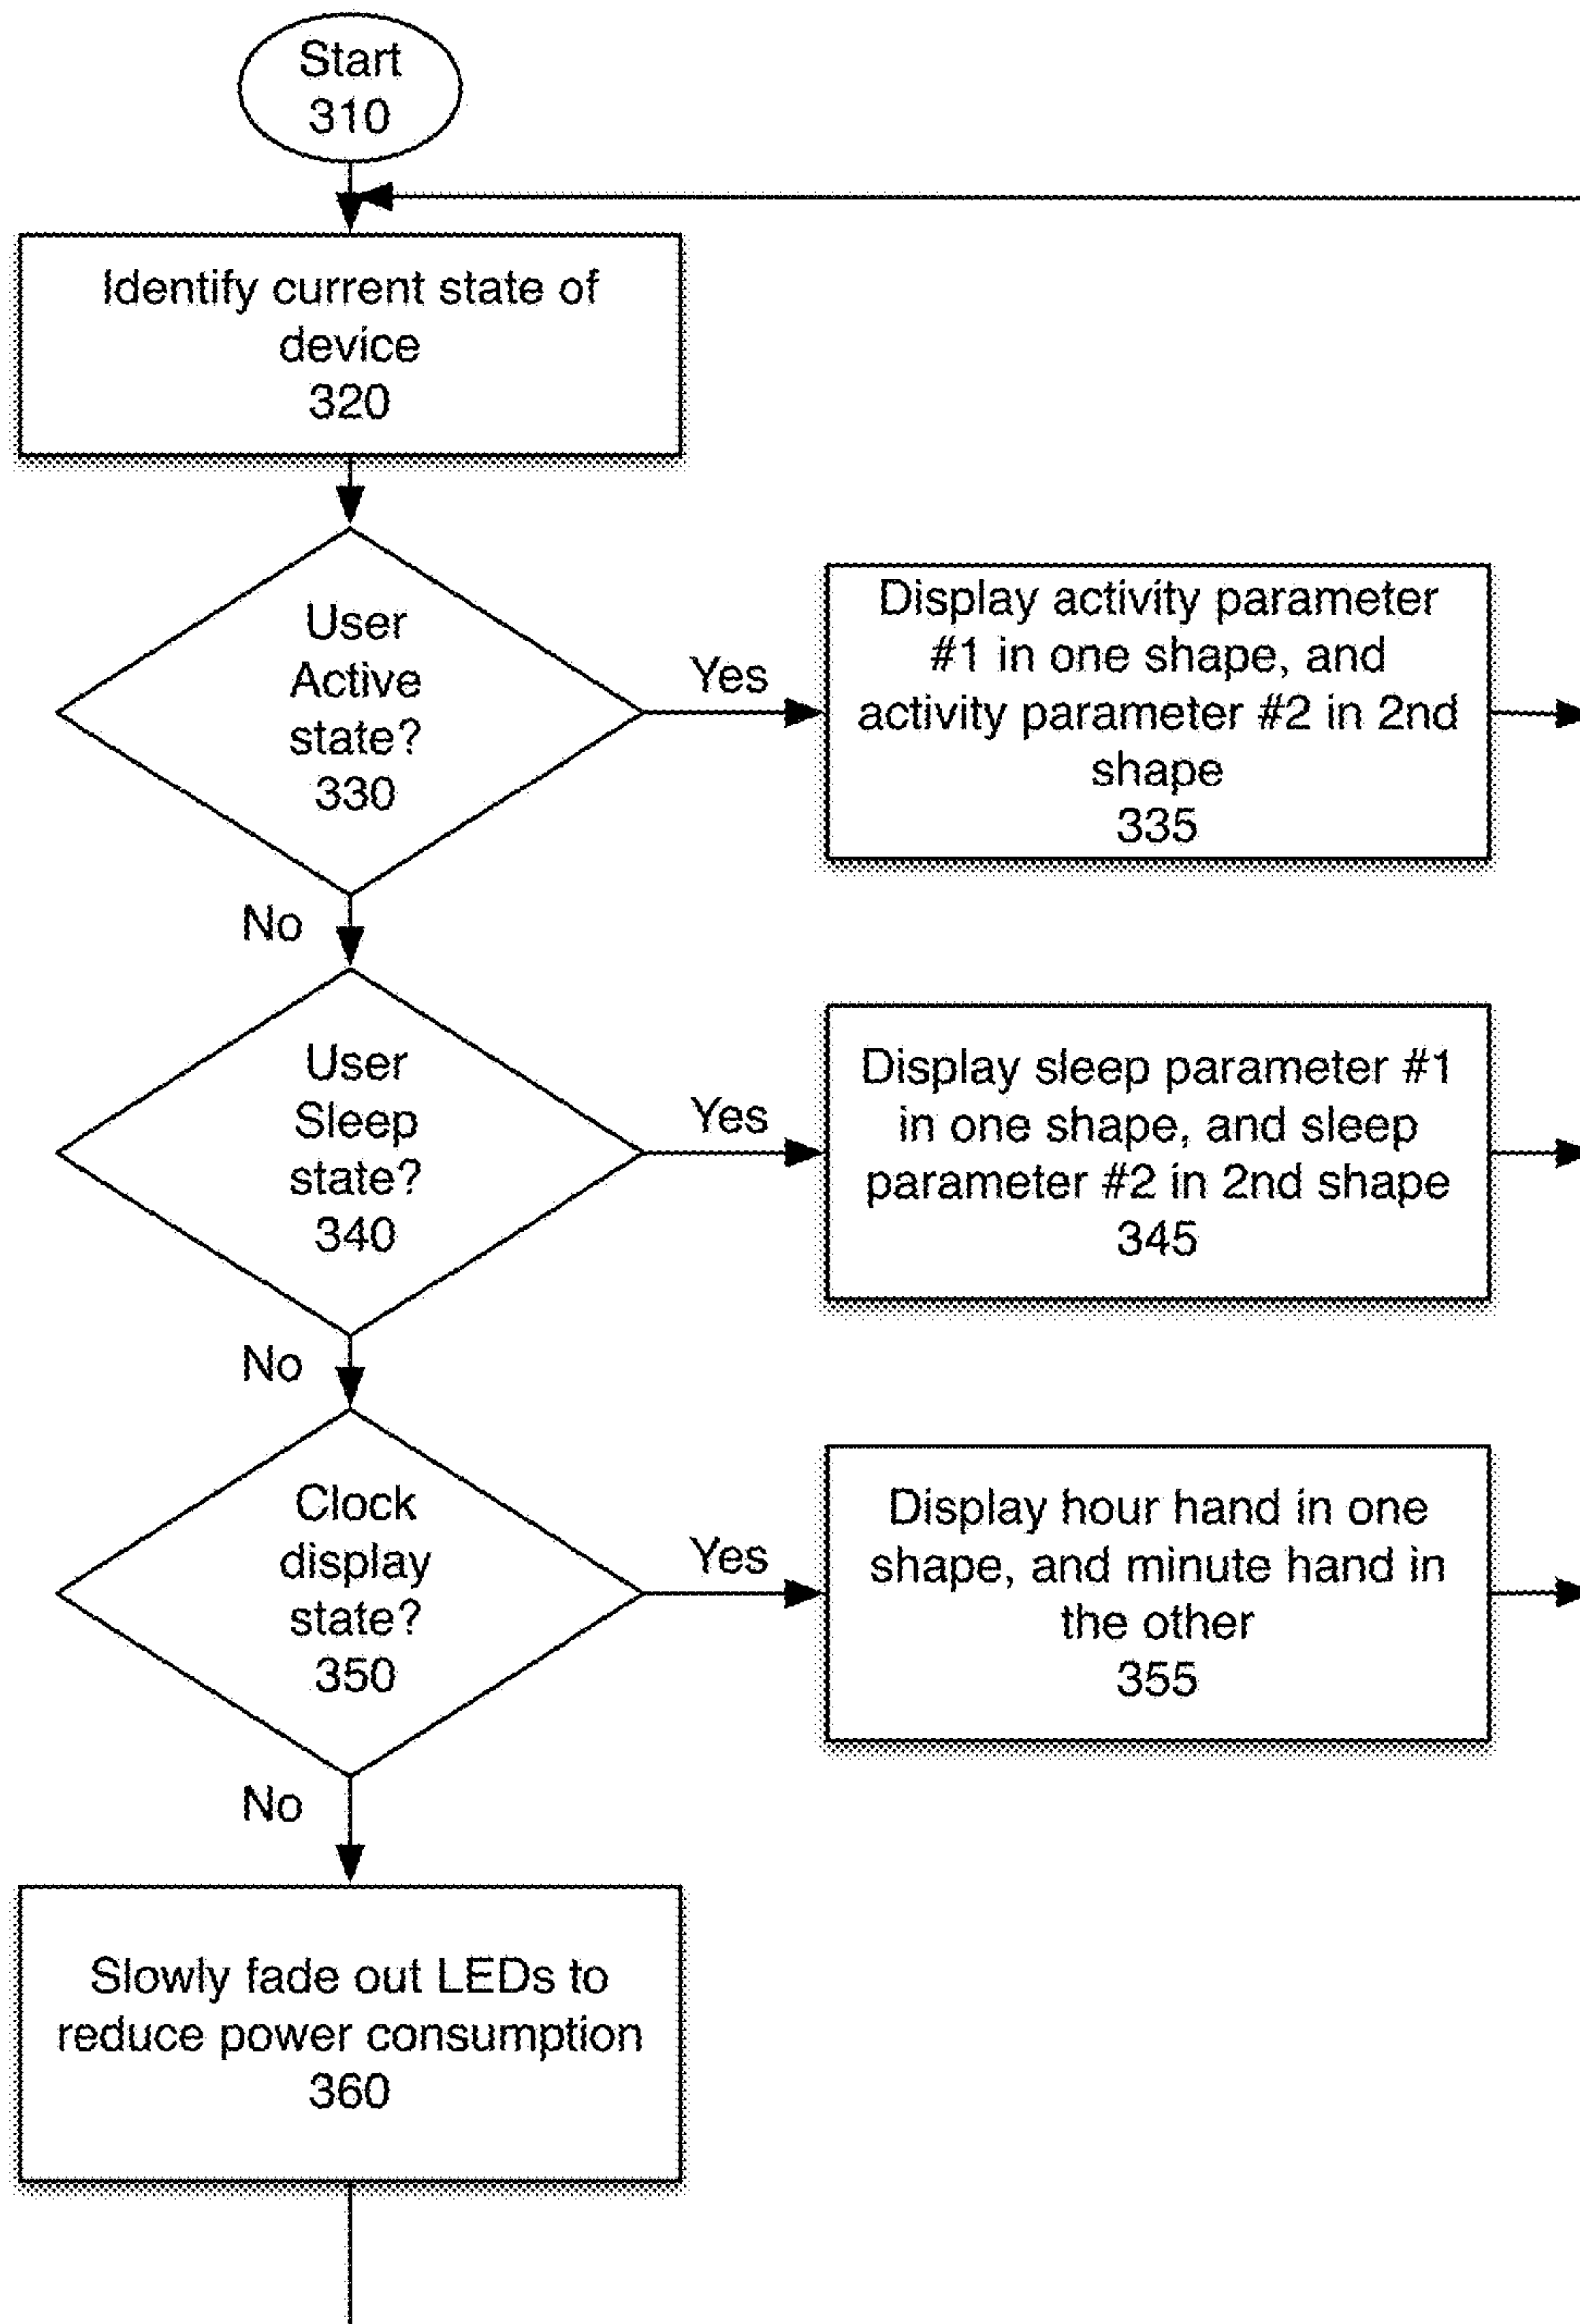 Start
310
Identify current state of
device
320
User
Active
state?
330
Yes
Display activity parameter
#1 in one shape, and
activity parameter #2 in 2nd
shape
335
No
User
Sleep
state?
340
Yes
Display sleep parameter #1
in one shape, and sleep
parameter #2 in 2nd shape
345
No
Clock
display
state?
350
Yes
Display hour hand in one
shape, and minute hand in
the other
355
No
Slowly fade out LEDs to
reduce power consumption
360